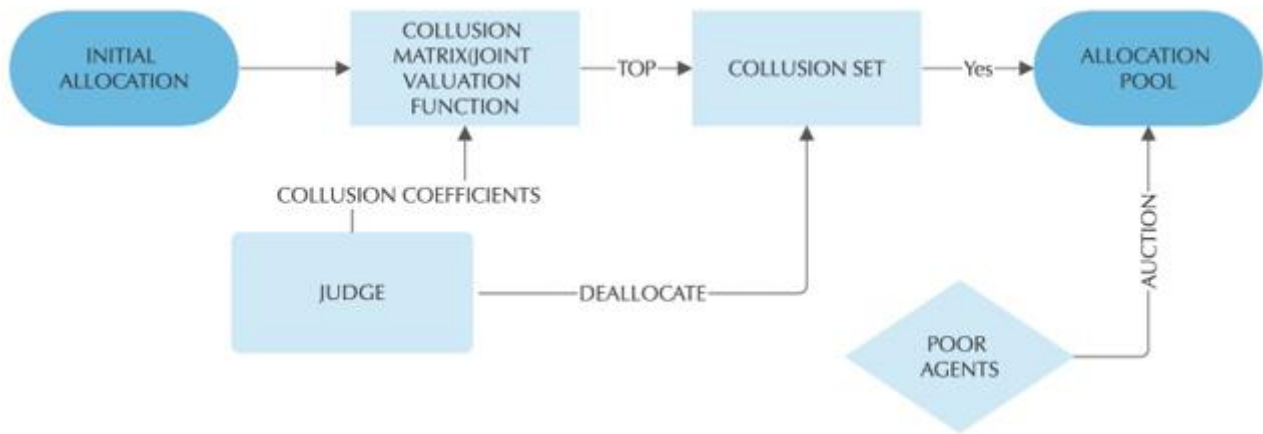 INITIAL
ALLOCATION
COLLUSION
MATRIX(JOINT
VALUATION
FUNCTION
TOP
COLLUSION SET
Yes
ALLOCATION
POOL
COLLUSION COEFFICIENTS
JUDGE
DEALLOCATE
AUCTION
POOR
AGENTS